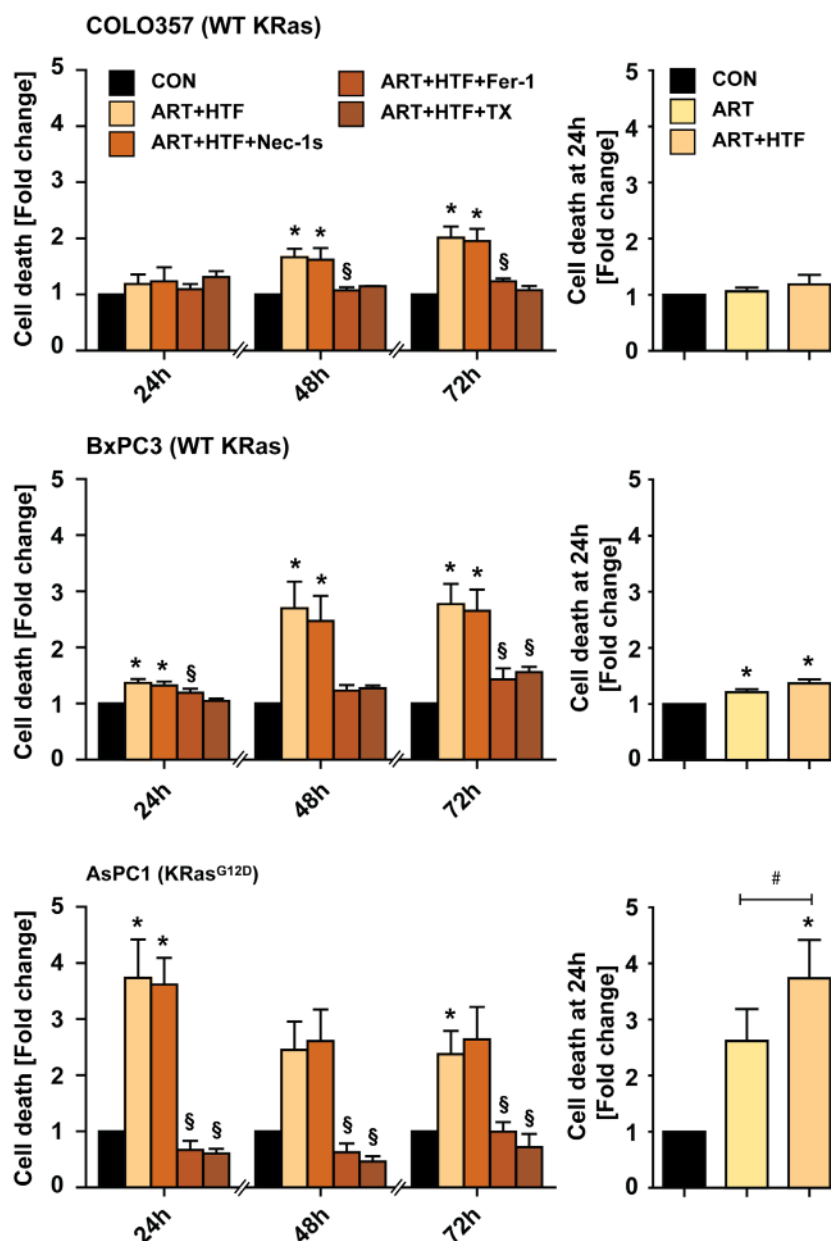 COLO357 (WT KRas)
CON
ART+HTF
ART+HTF+Nec-1s
ART+HTF+Fer-1
ART+HTF+TX
Cell death [Fold change]
5
4
3
2
1
0
* * §
* * §
24h
48h
72h
CON
ART
ART+HTF
Cell death at 24h
[Fold change]
5
4
3
2
1
0
BxPC3 (WT KRas)
Cell death [Fold change]
5
4
3
2
1
0
* * §
* *
* * § §
24h
48h
72h
Cell death at 24h
[Fold change]
5
4
3
2
1
0
* *
AsPC1 (KRasG12D)
Cell death [Fold change]
5
4
3
2
1
0
* * § §
§ §
* § §
24h
48h
72h
Cell death at 24h
[Fold change]
5
4
3
2
1
0
#
*